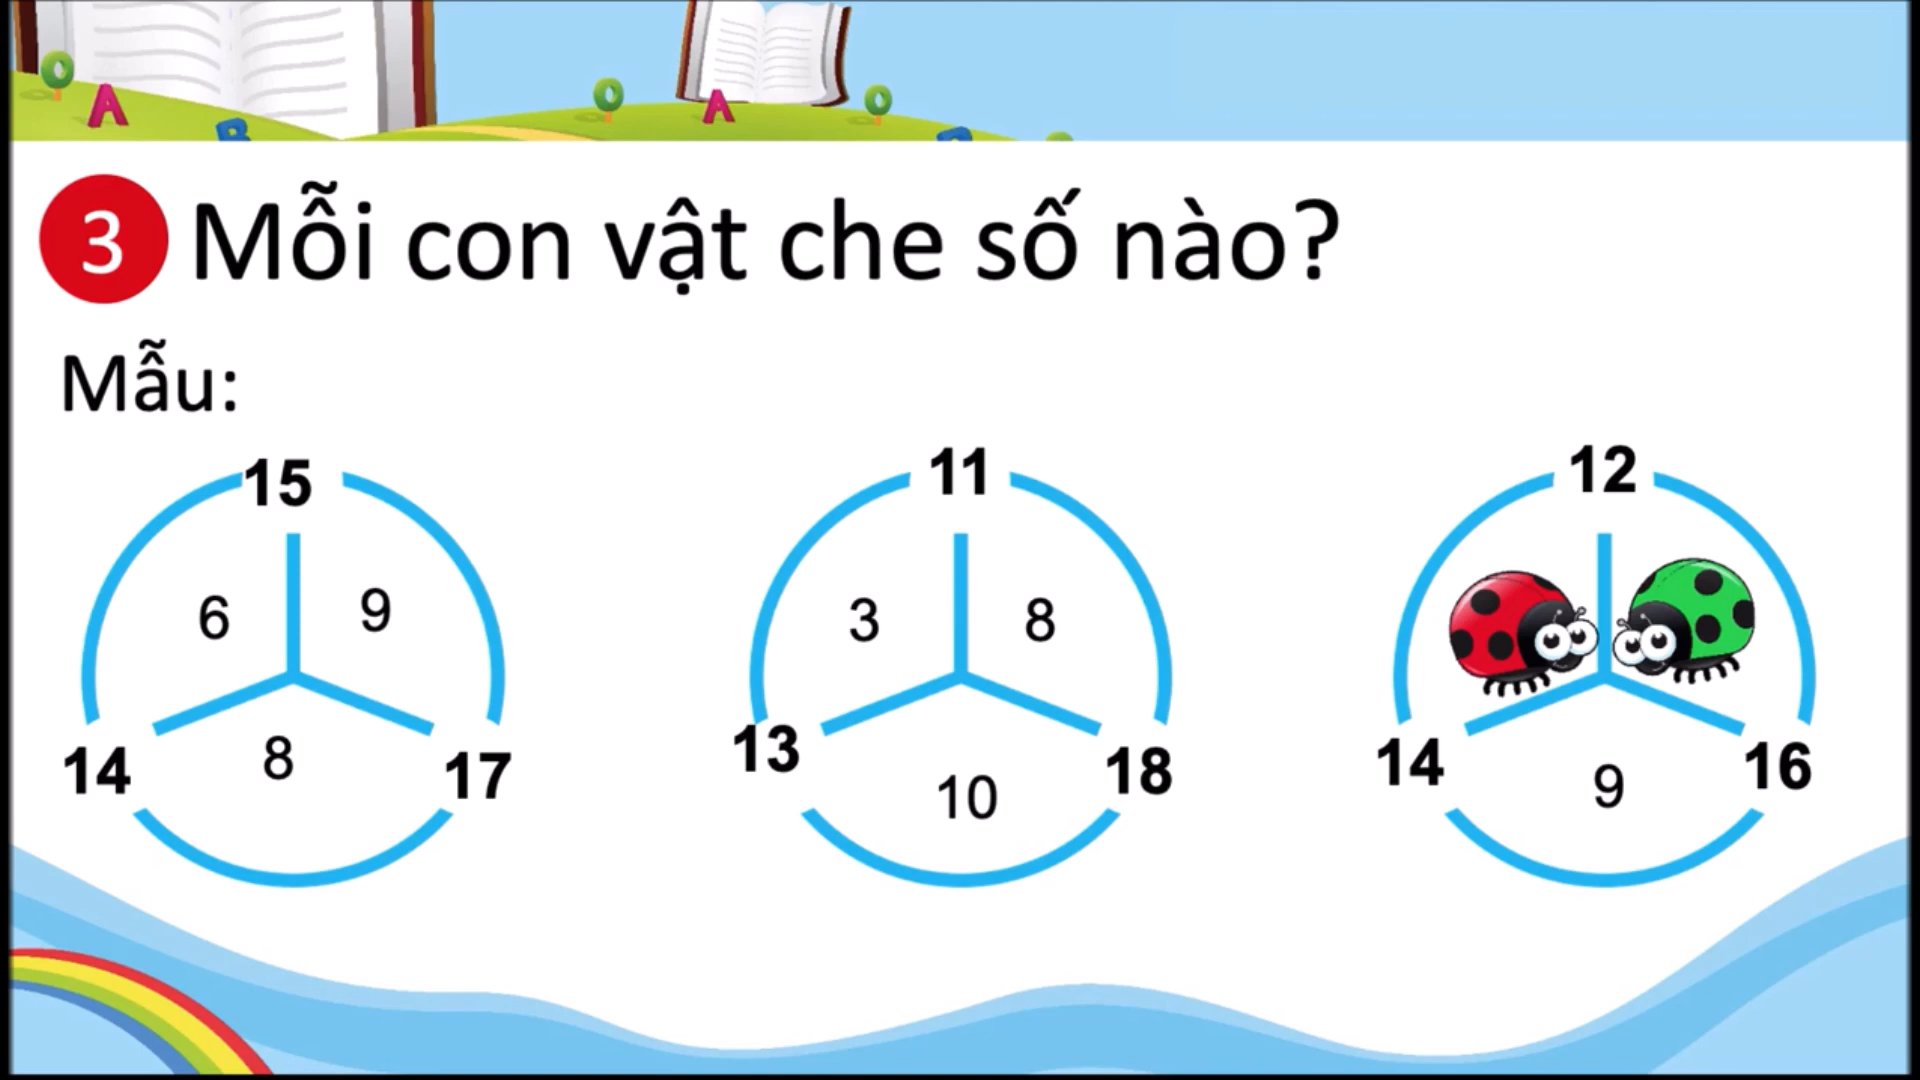 A
B
A
3 Mỗi con vật che số nào?
Mẫu:
15
6 9
14 8 17
11
3 8
13 10 18
12
14 9 16